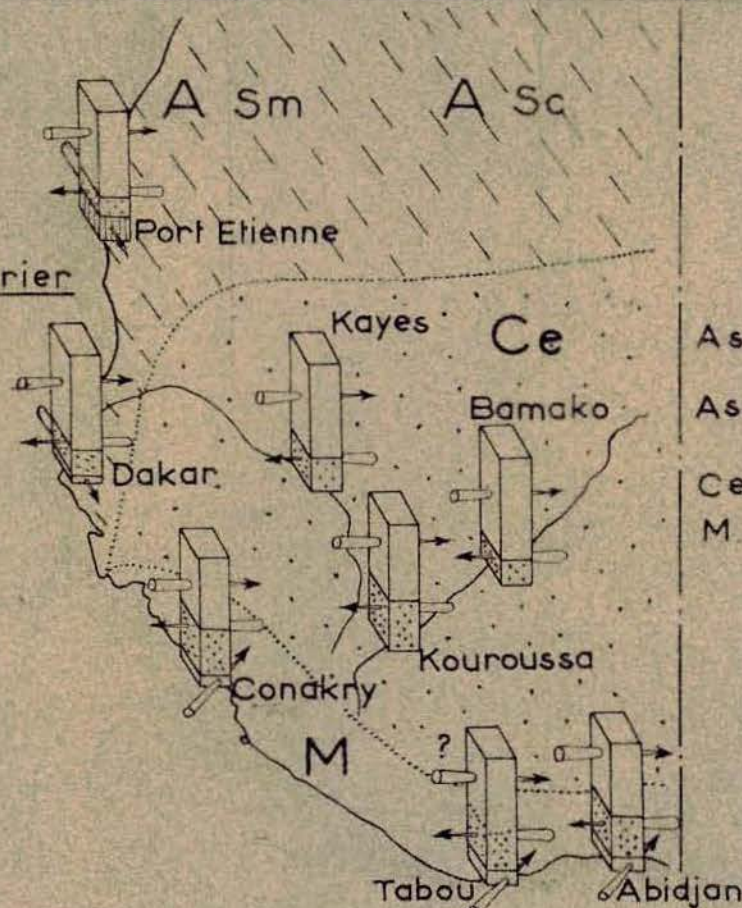 A Sm A Sc
Port Etienne
rier
Kayes Ce
As
Bamako As
Dakar Ce
M
Kouroussa
Conakry
M ?
Tabou Abidjan